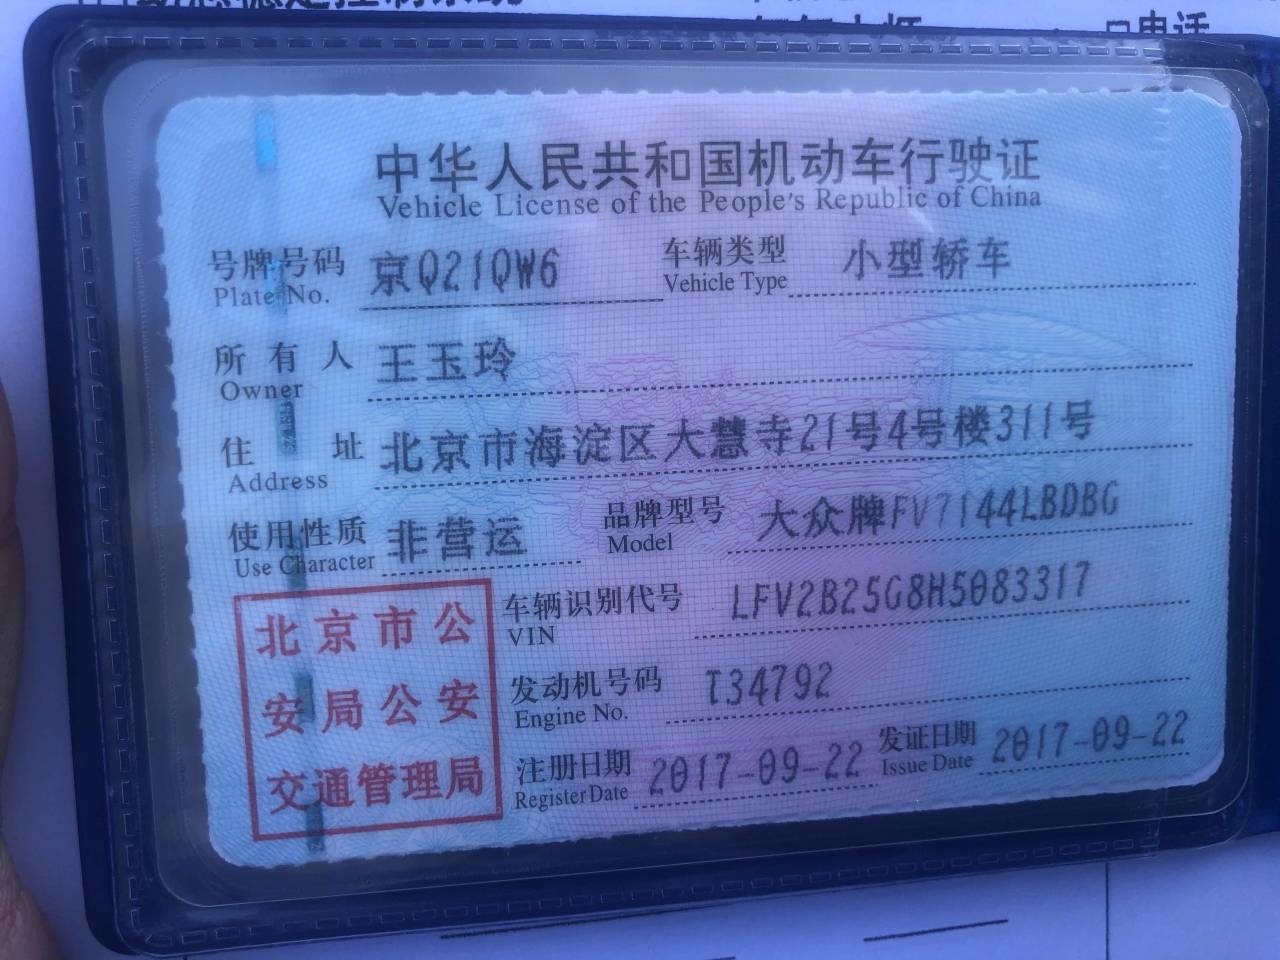 电话
中华人民共和国机动车行驶证
Vehicle License of the People's Republic of China
号牌号码 京Q21QW6 车辆类型 小型轿车
Plate No. Vehicle Type
所有人 王玉玲
Owner
住址 北京市海淀区大慧寺21号4号楼311号
Address
使用性质 非营运 品牌型号 大众牌FV7144LBDBG
Use Character Model
北京市公
安局公安
交通管理局
车辆识别代号 LFV2B25G8H5083317
VIN
发动机号码 T34792
Engine No.
注册日期 2017-09-22 发证日期 2017-09-22
Register Date Issue Date